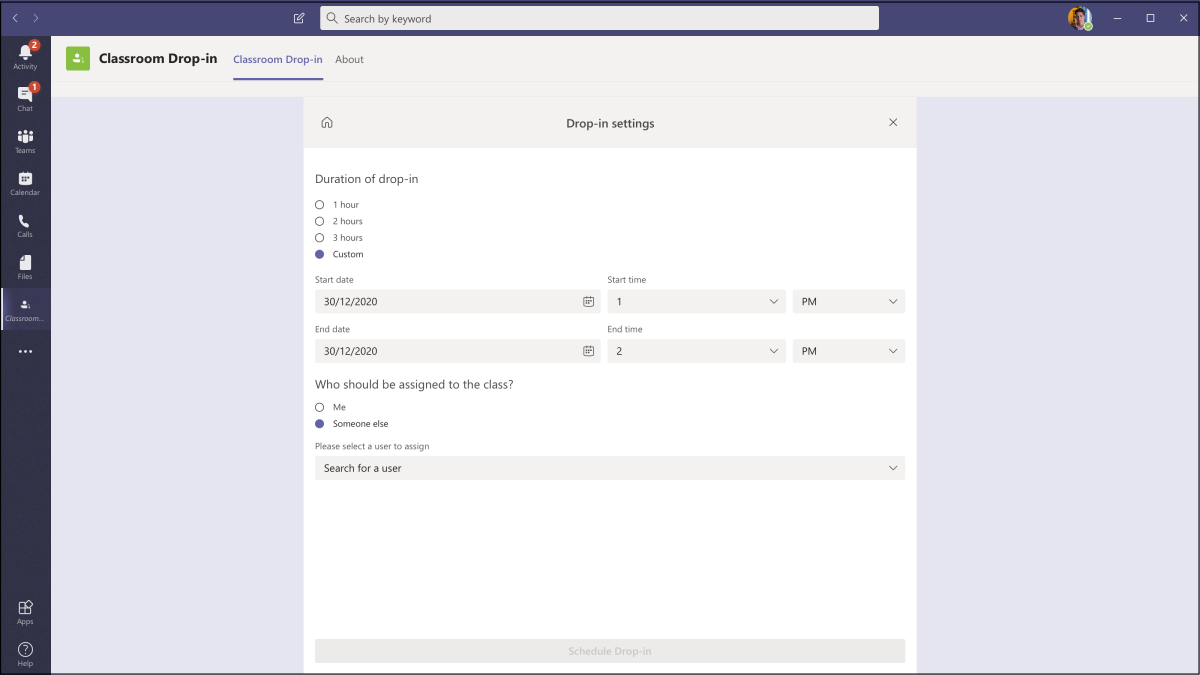 Search by keyword
2
Activity
1
Chat
Teams
Calendar
Calls
Files
Classroom...
Apps
Help
Classroom Drop-in
Classroom Drop-in
About
Drop-in settings
Duration of drop-in
1 hour
2 hours
3 hours
Custom
Start date
Start time
30/12/2020
1
PM
End date
End time
30/12/2020
2
PM
Who should be assigned to the class?
Me
Someone else
Please select a user to assign
Search for a user
Schedule Drop-in